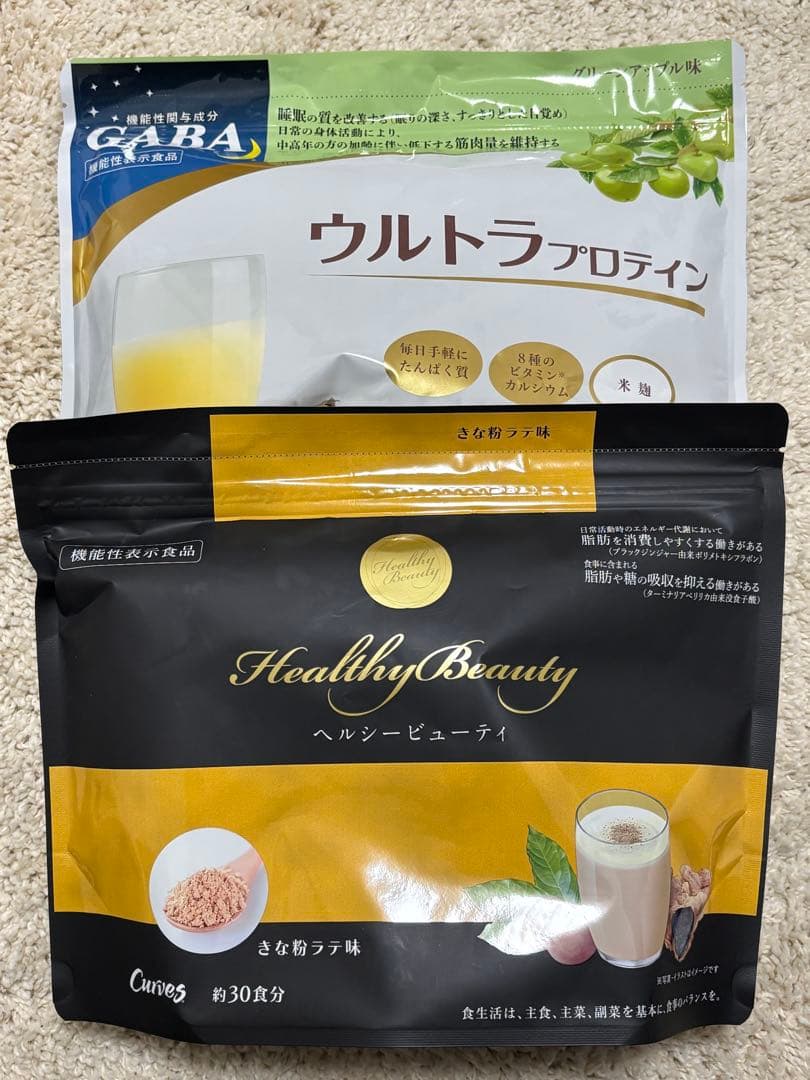 グリーンアップル味
機能性関与成分
GABA
機能性表示食品
睡眠の質を改善する(眠りの深さ、すっきりとした目覚め)
日常の身体活動により、
中高年の方の加齢に伴い低下する筋肉量を維持する
ウルトラプロテイン
毎日手軽に
たんぱく質
8種の
ビタミン※
カルシウム
米麹
きな粉ラテ味
機能性表示食品
日常活動時のエネルギー代謝において
脂肪を消費しやすくする働きがある
(ブラックジンジャー由来ポリメトキシフラボン)
食事に含まれる
脂肪や糖の吸収を抑える働きがある
(ターミナリアベリリカ由来没食子酸)
Healthy
Beauty
Healthy Beauty
ヘルシービューティ
きな粉ラテ味
Curves
約30食分
※写真・イラストはイメージです
食生活は、主食、主菜、副菜を基本に、食事のバランスを。